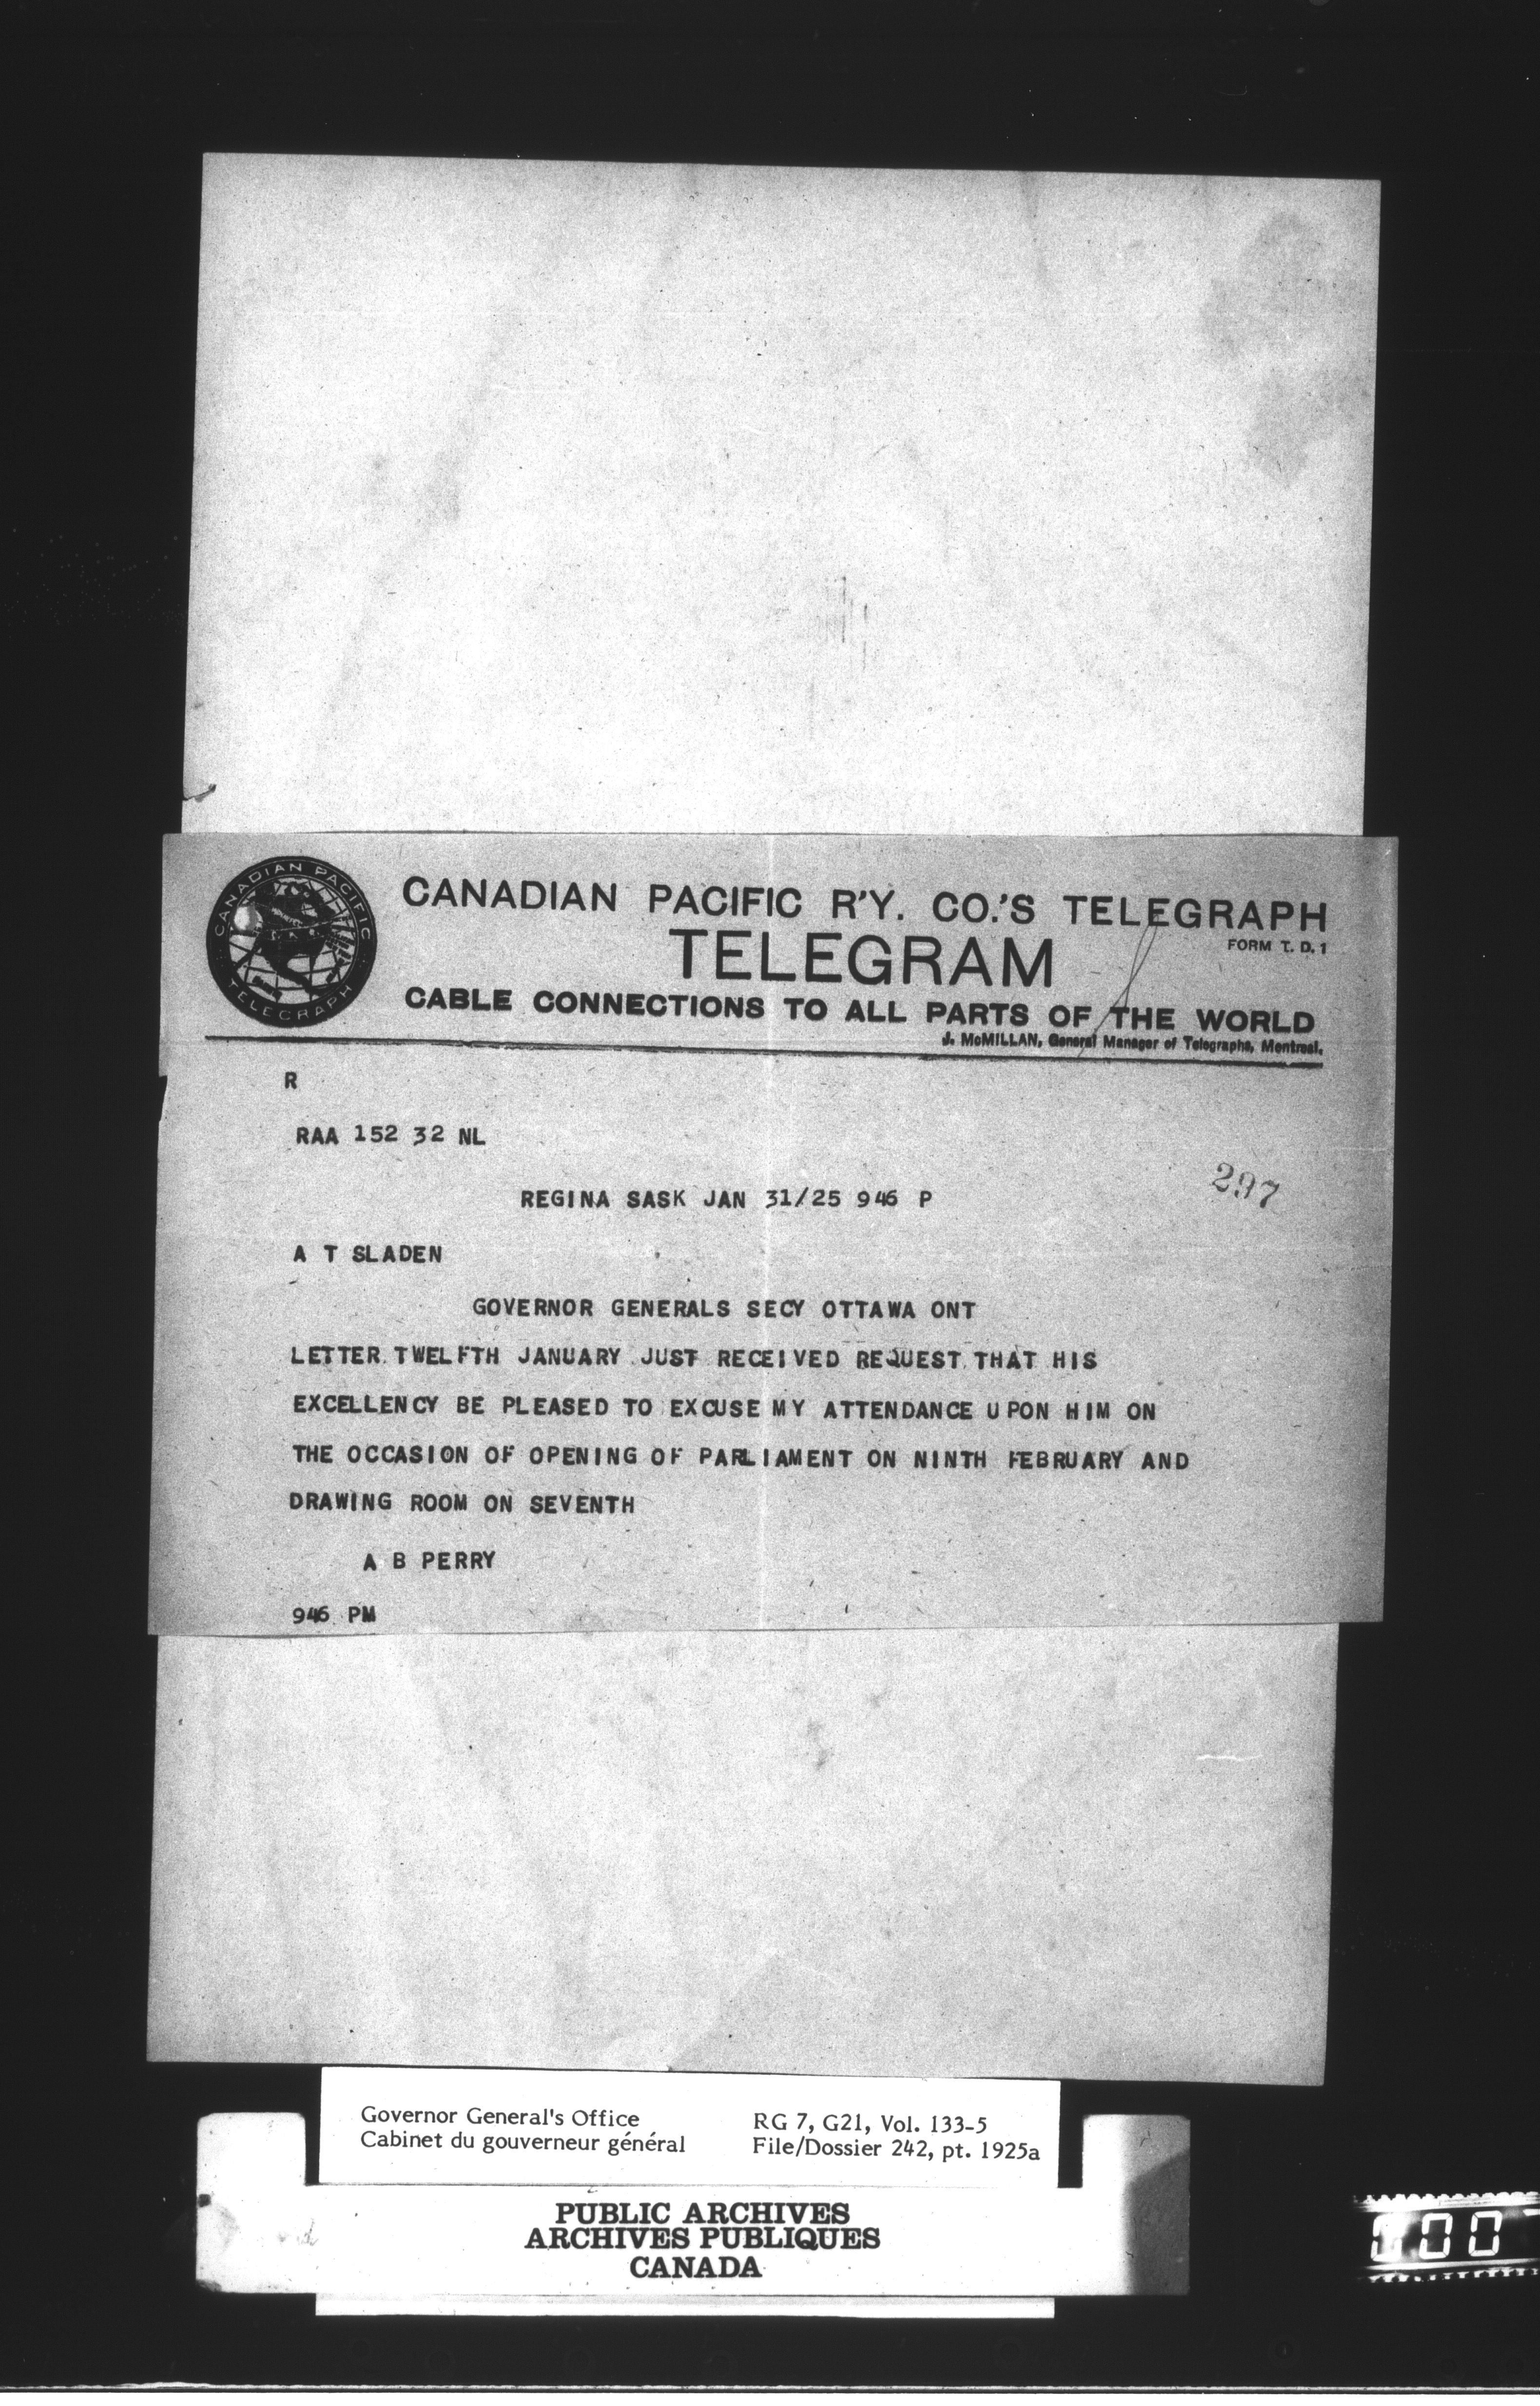 CANADIAN PACIFIC
TELEGRAPH
CANADIAN PACIFIC R'Y. CO.'S TELEGRAPH
TELEGRAM
FORM T. D. 1
CABLE CONNECTIONS TO ALL PARTS OF THE WORLD
J. McMILLAN, General Manager of Telegraphs, Montreal.
R
RAA 152 32 NL
297
REGINA SASK JAN 31/25 946 P
A T SLADEN
GOVERNOR GENERALS SECY OTTAWA ONT
LETTER TWELFTH JANUARY JUST RECEIVED REQUEST THAT HIS
EXCELLENCY BE PLEASED TO EXCUSE MY ATTENDANCE UPON HIM ON
THE OCCASION OF OPENING OF PARLIAMENT ON NINTH FEBRUARY AND
DRAWING ROOM ON SEVENTH
A B PERRY
946 PM
Governor General's Office
Cabinet du gouverneur général
RG 7, G21, Vol. 133-5
File/Dossier 242, pt. 1925a
PUBLIC ARCHIVES
ARCHIVES PUBLIQUES
CANADA